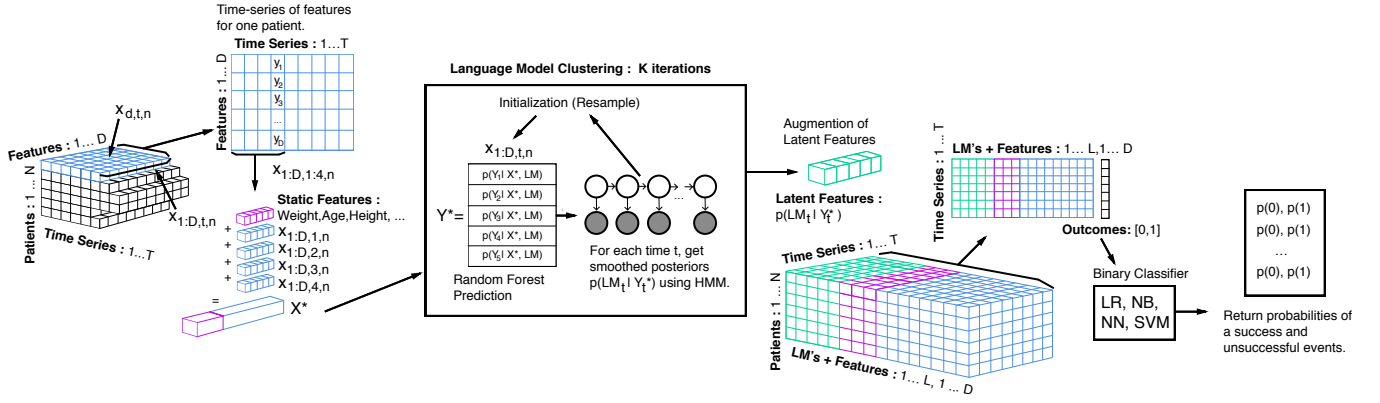 Time-series of features
for one patient.
Time Series : 1...T
Features : 1 ... D
y1
y2
y3
...
yD
xd,t,n
Features : 1... D
Patients : 1 ... N
x1:D,t,n
Time Series : 1...T
x1:D,1:4,n
Static Features :
Weight,Age,Height, ...
+
x1:D,1,n
+
x1:D,2,n
+
x1:D,3,n
+
x1:D,4,n
=
X*
Language Model Clustering : K iterations
Initialization (Resample)
x1:D,t,n
Y*=
p(Y1| X*, LM)
p(Y2| X*, LM)
p(Y3| X*, LM)
p(Y4| X*, LM)
p(Y5| X*, LM)
Random Forest
Prediction
...
For each time t, get
smoothed posteriors
p(LMt| Yt*) using HMM.
Augmention of
Latent Features
Latent Features :
p(LMt| Yt* )
LM's + Features : 1... L,1... D
Time Series : 1 ... T
Outcomes: [0,1]
Time Series : 1... T
Patients : 1 ... N
LM's + Features : 1... L, 1 ... D
Binary Classifier
LR, NB,
NN, SVM
p(0), p(1)
p(0), p(1)
...
p(0), p(1)
Return probabilities of
a success and
unsuccessful events.